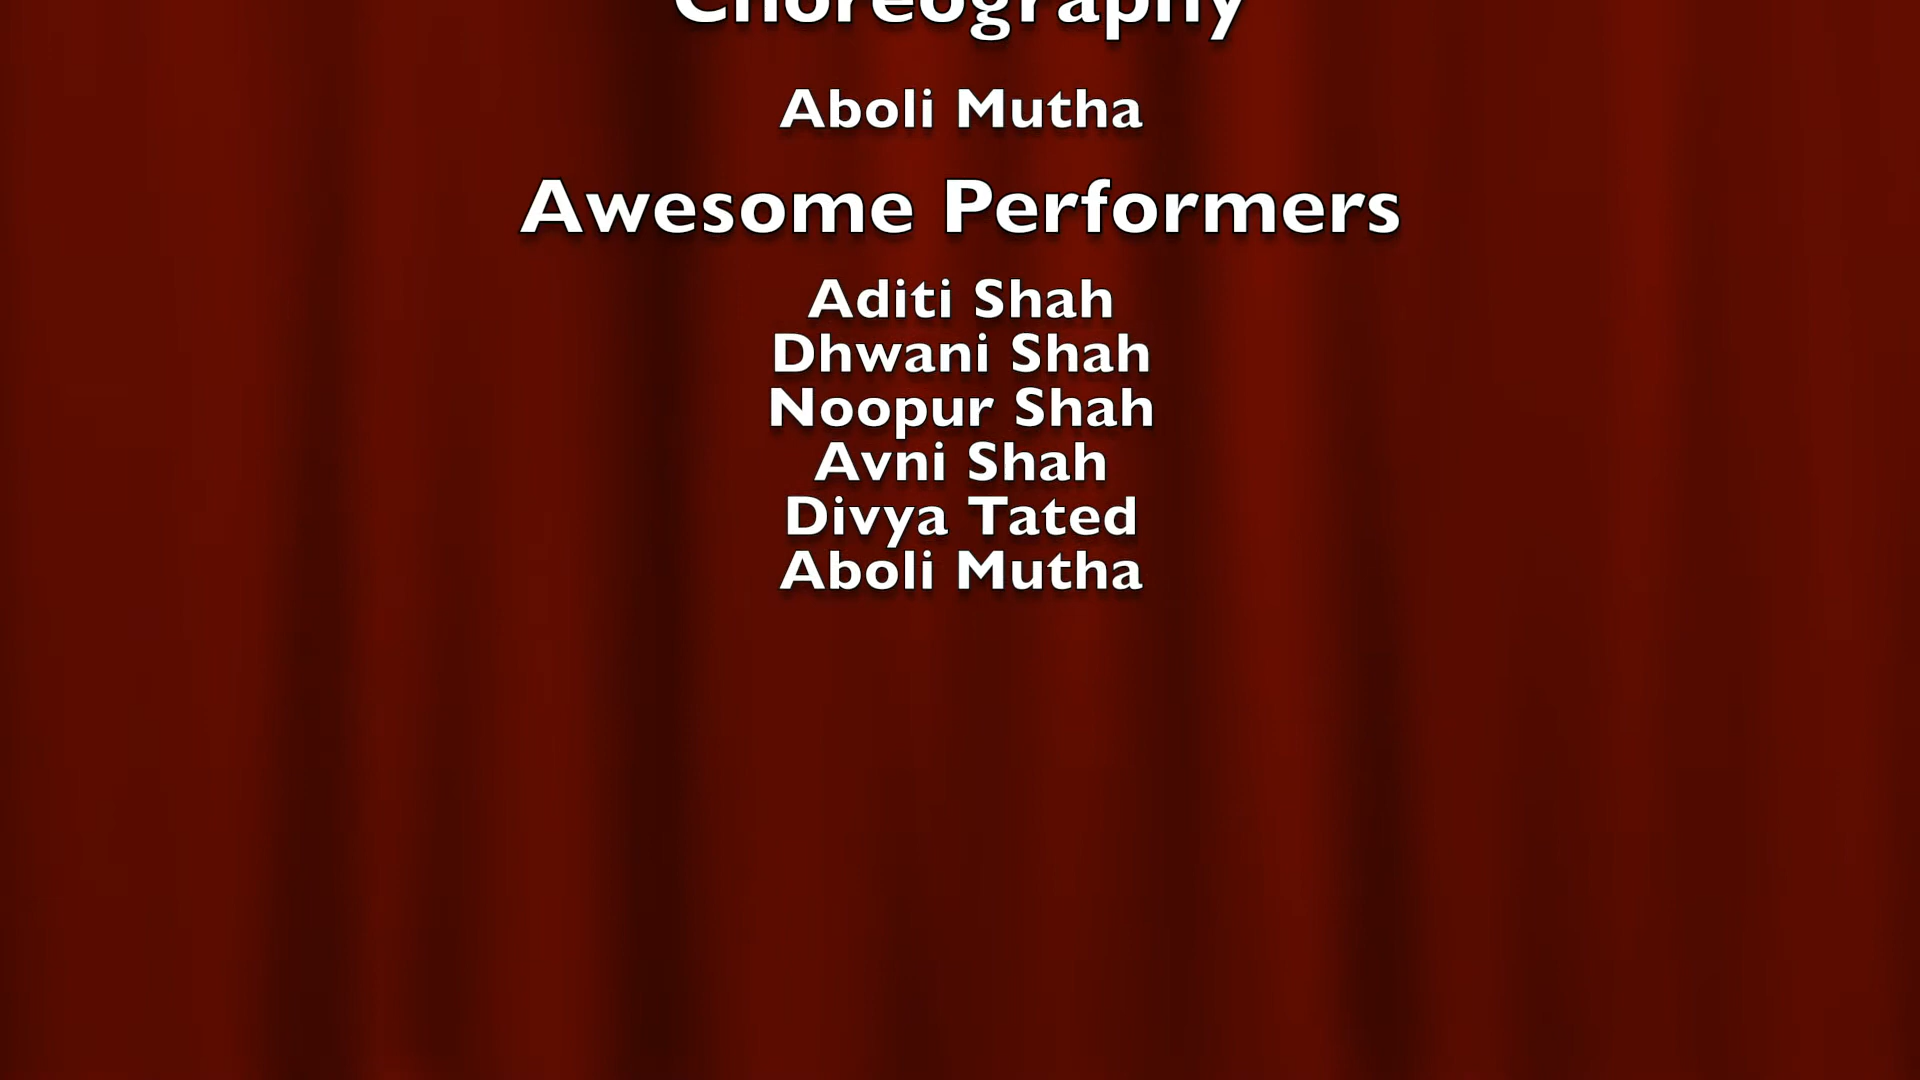 Choreography
Aboli Mutha
Awesome Performers
Aditi Shah
Dhwani Shah
Noopur Shah
Avni Shah
Divya Tated
Aboli Mutha